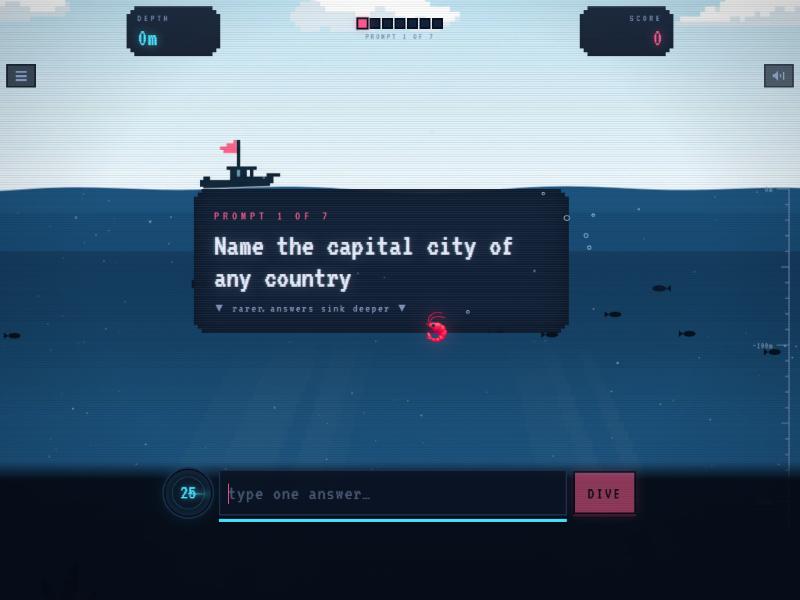 DEPTH
0m
PROMPT 1 OF 7
SCORE
0
PROMPT 1 OF 7
Name the capital city of
any country
▼ rarer answers sink deeper ▼
-100m
25
type one answer…
DIVE